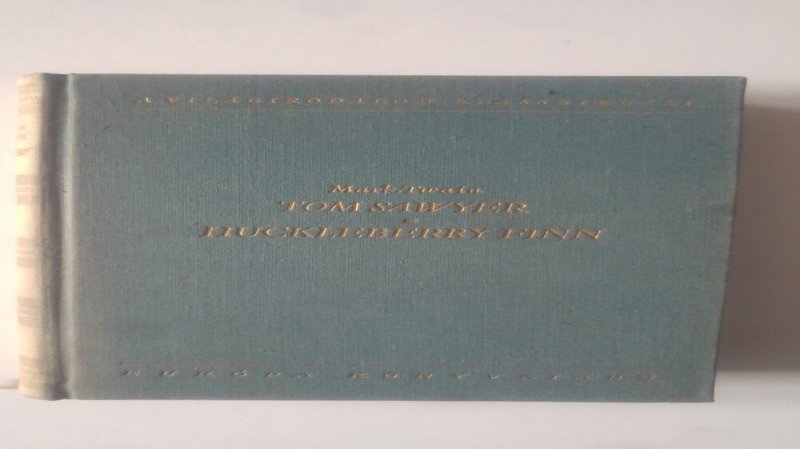 A VILÁGIRODALOM KLASSZIKUSAI
Mark Twain
TOM SAWYER
HUCKLEBERRY FINN
EURÓPA KÖNYVKIADÓ